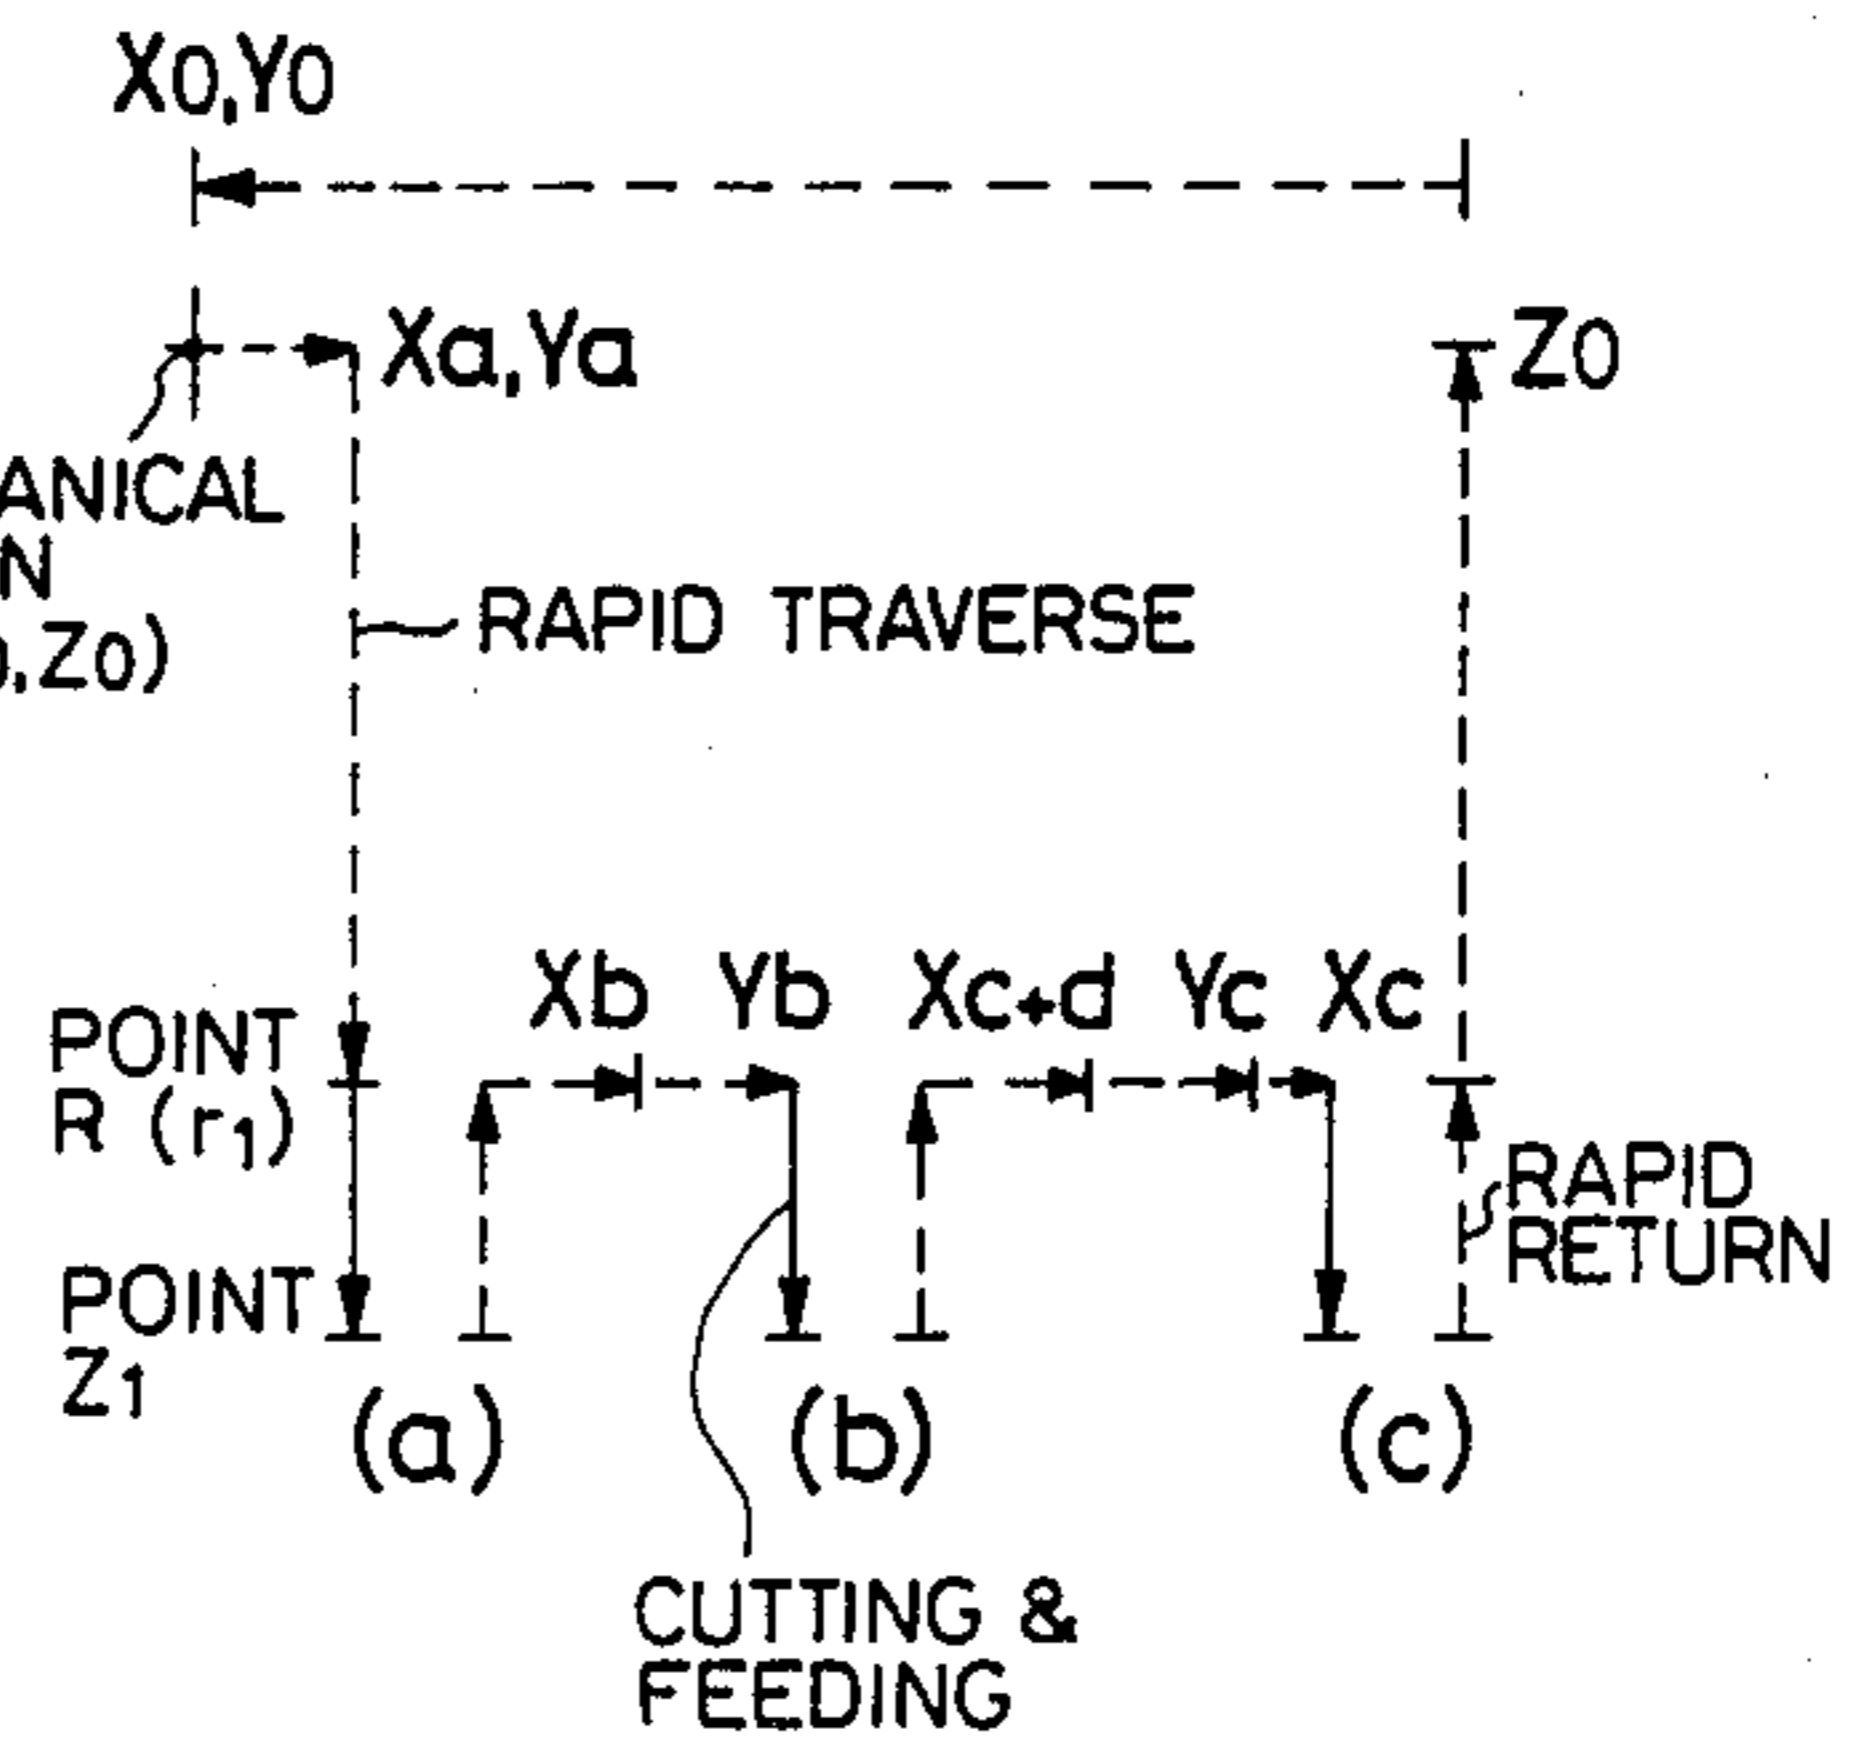 X0,Y0
Xa,Ya
Z0
ANICAL
N
,Z0)
RAPID TRAVERSE
Xb Yb Xc+d Yc Xc
POINT
R (r1)
RAPID
RETURN
POINT
Z1
(a) (b) (c)
CUTTING &
FEEDING